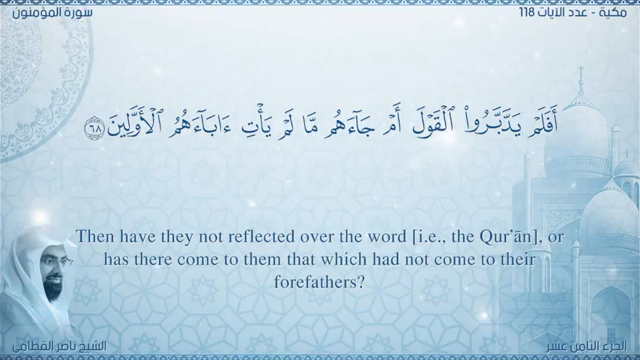 سورة المؤمنون
مكية - عدد الآيات 118
أَفَلَمْ يَدَّبَّرُوا۟ ٱلْقَوْلَ أَمْ جَآءَهُم مَّا لَمْ يَأْتِ ءَابَآءَهُمُ ٱلْأَوَّلِينَ ٦٨
Then have they not reflected over the word [i.e., the Qur’ān], or
has there come to them that which had not come to their
forefathers?
الشيخ ناصر القطامي
الجزء الثامن عشر